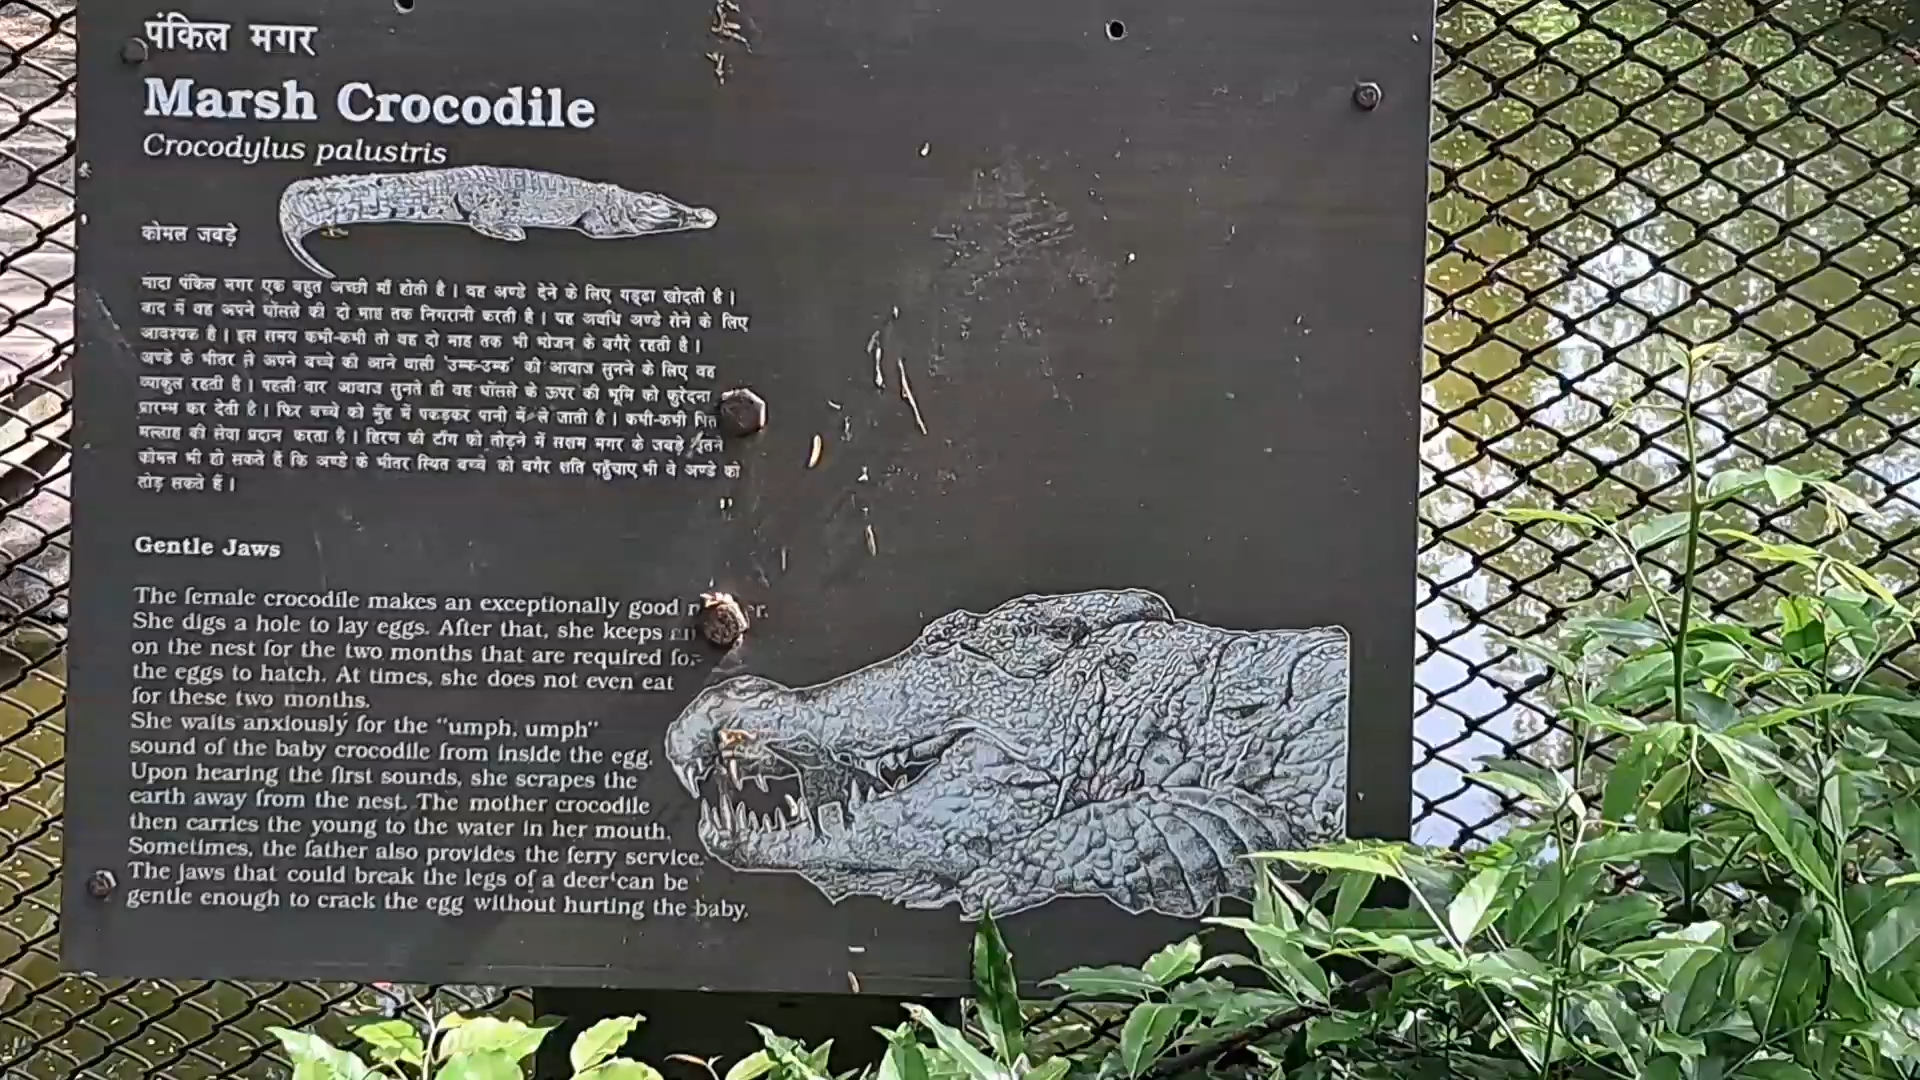 पंकिल मगर
Marsh Crocodile
Crocodylus palustris
कोमल जबड़े
मादा पंकिल मगर एक बहुत अच्छी माँ होती है । वह अण्डे देने के लिए गड्ढा खोदती है ।
बाद में वह अपने घोंसले की दो माह तक निगरानी करती है । यह अवधि अण्डे सेने के लिए
आवश्यक है । इस समय कभी-कभी तो वह दो माह तक भी भोजन के बगैर रहती है ।
अण्डे के भीतर से अपने बच्चे की आने वाली 'उम्फ-उम्फ' की आवाज सुनने के लिए वह
व्याकुल रहती है । पहली बार आवाज सुनते ही वह घोंसले के ऊपर की भूमि को कुरेदना
प्रारम्भ कर देती है । फिर बच्चे को मुँह में पकड़कर पानी में ले जाती है । कभी-कभी
मल्लाह की सेवा प्रदान करता है । हिरण की टाँग को तोड़ने में सक्षम मगर के जबड़े इतने
कोमल भी हो सकते हैं कि अण्डे के भीतर स्थित बच्चे को बगैर क्षति पहुँचाए भी वे अण्डे को
तोड़ सकते हैं ।
Gentle Jaws
The female crocodile makes an exceptionally good
She digs a hole to lay eggs. After that, she keeps
on the nest for the two months that are required for
the eggs to hatch. At times, she does not even eat
for these two months.
She waits anxiously for the "umph, umph"
sound of the baby crocodile from inside the egg.
Upon hearing the first sounds, she scrapes the
earth away from the nest. The mother crocodile
then carries the young to the water in her mouth.
Sometimes, the father also provides the ferry service.
The jaws that could break the legs of a deer can be
gentle enough to crack the egg without hurting the baby.